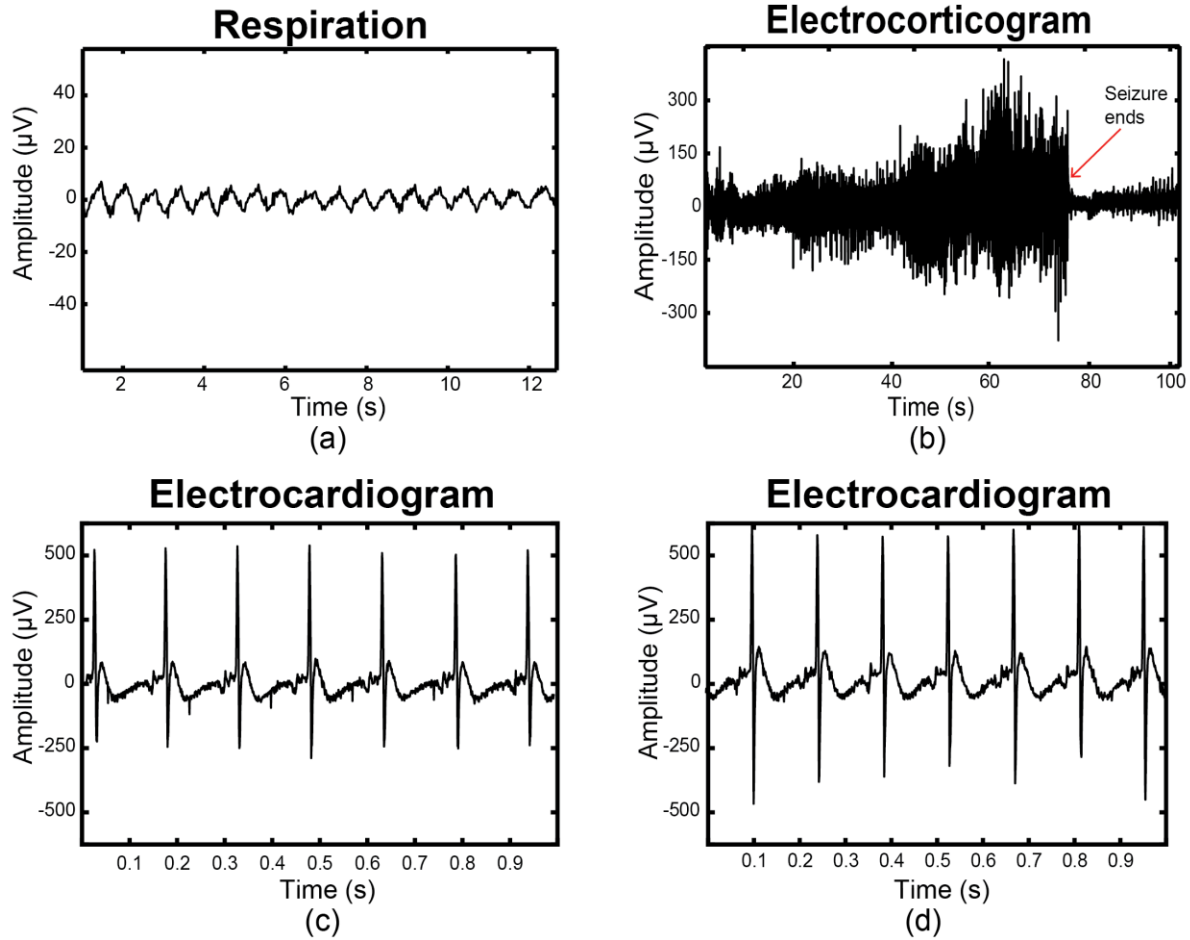 Respiration
Amplitude (µV)
40
20
0
-20
-40
2 4 6 8 10 12
Time (s)
(a)
Electrocorticogram
Amplitude (µV)
300
150
0
-150
-300
Seizure
ends
20 40 60 80 100
Time (s)
(b)
Electrocardiogram
Amplitude (µV)
500
250
0
-250
-500
0.1 0.2 0.3 0.4 0.5 0.6 0.7 0.8 0.9
Time (s)
(c)
Electrocardiogram
Amplitude (µV)
500
250
0
-250
-500
0.1 0.2 0.3 0.4 0.5 0.6 0.7 0.8 0.9
Time (s)
(d)